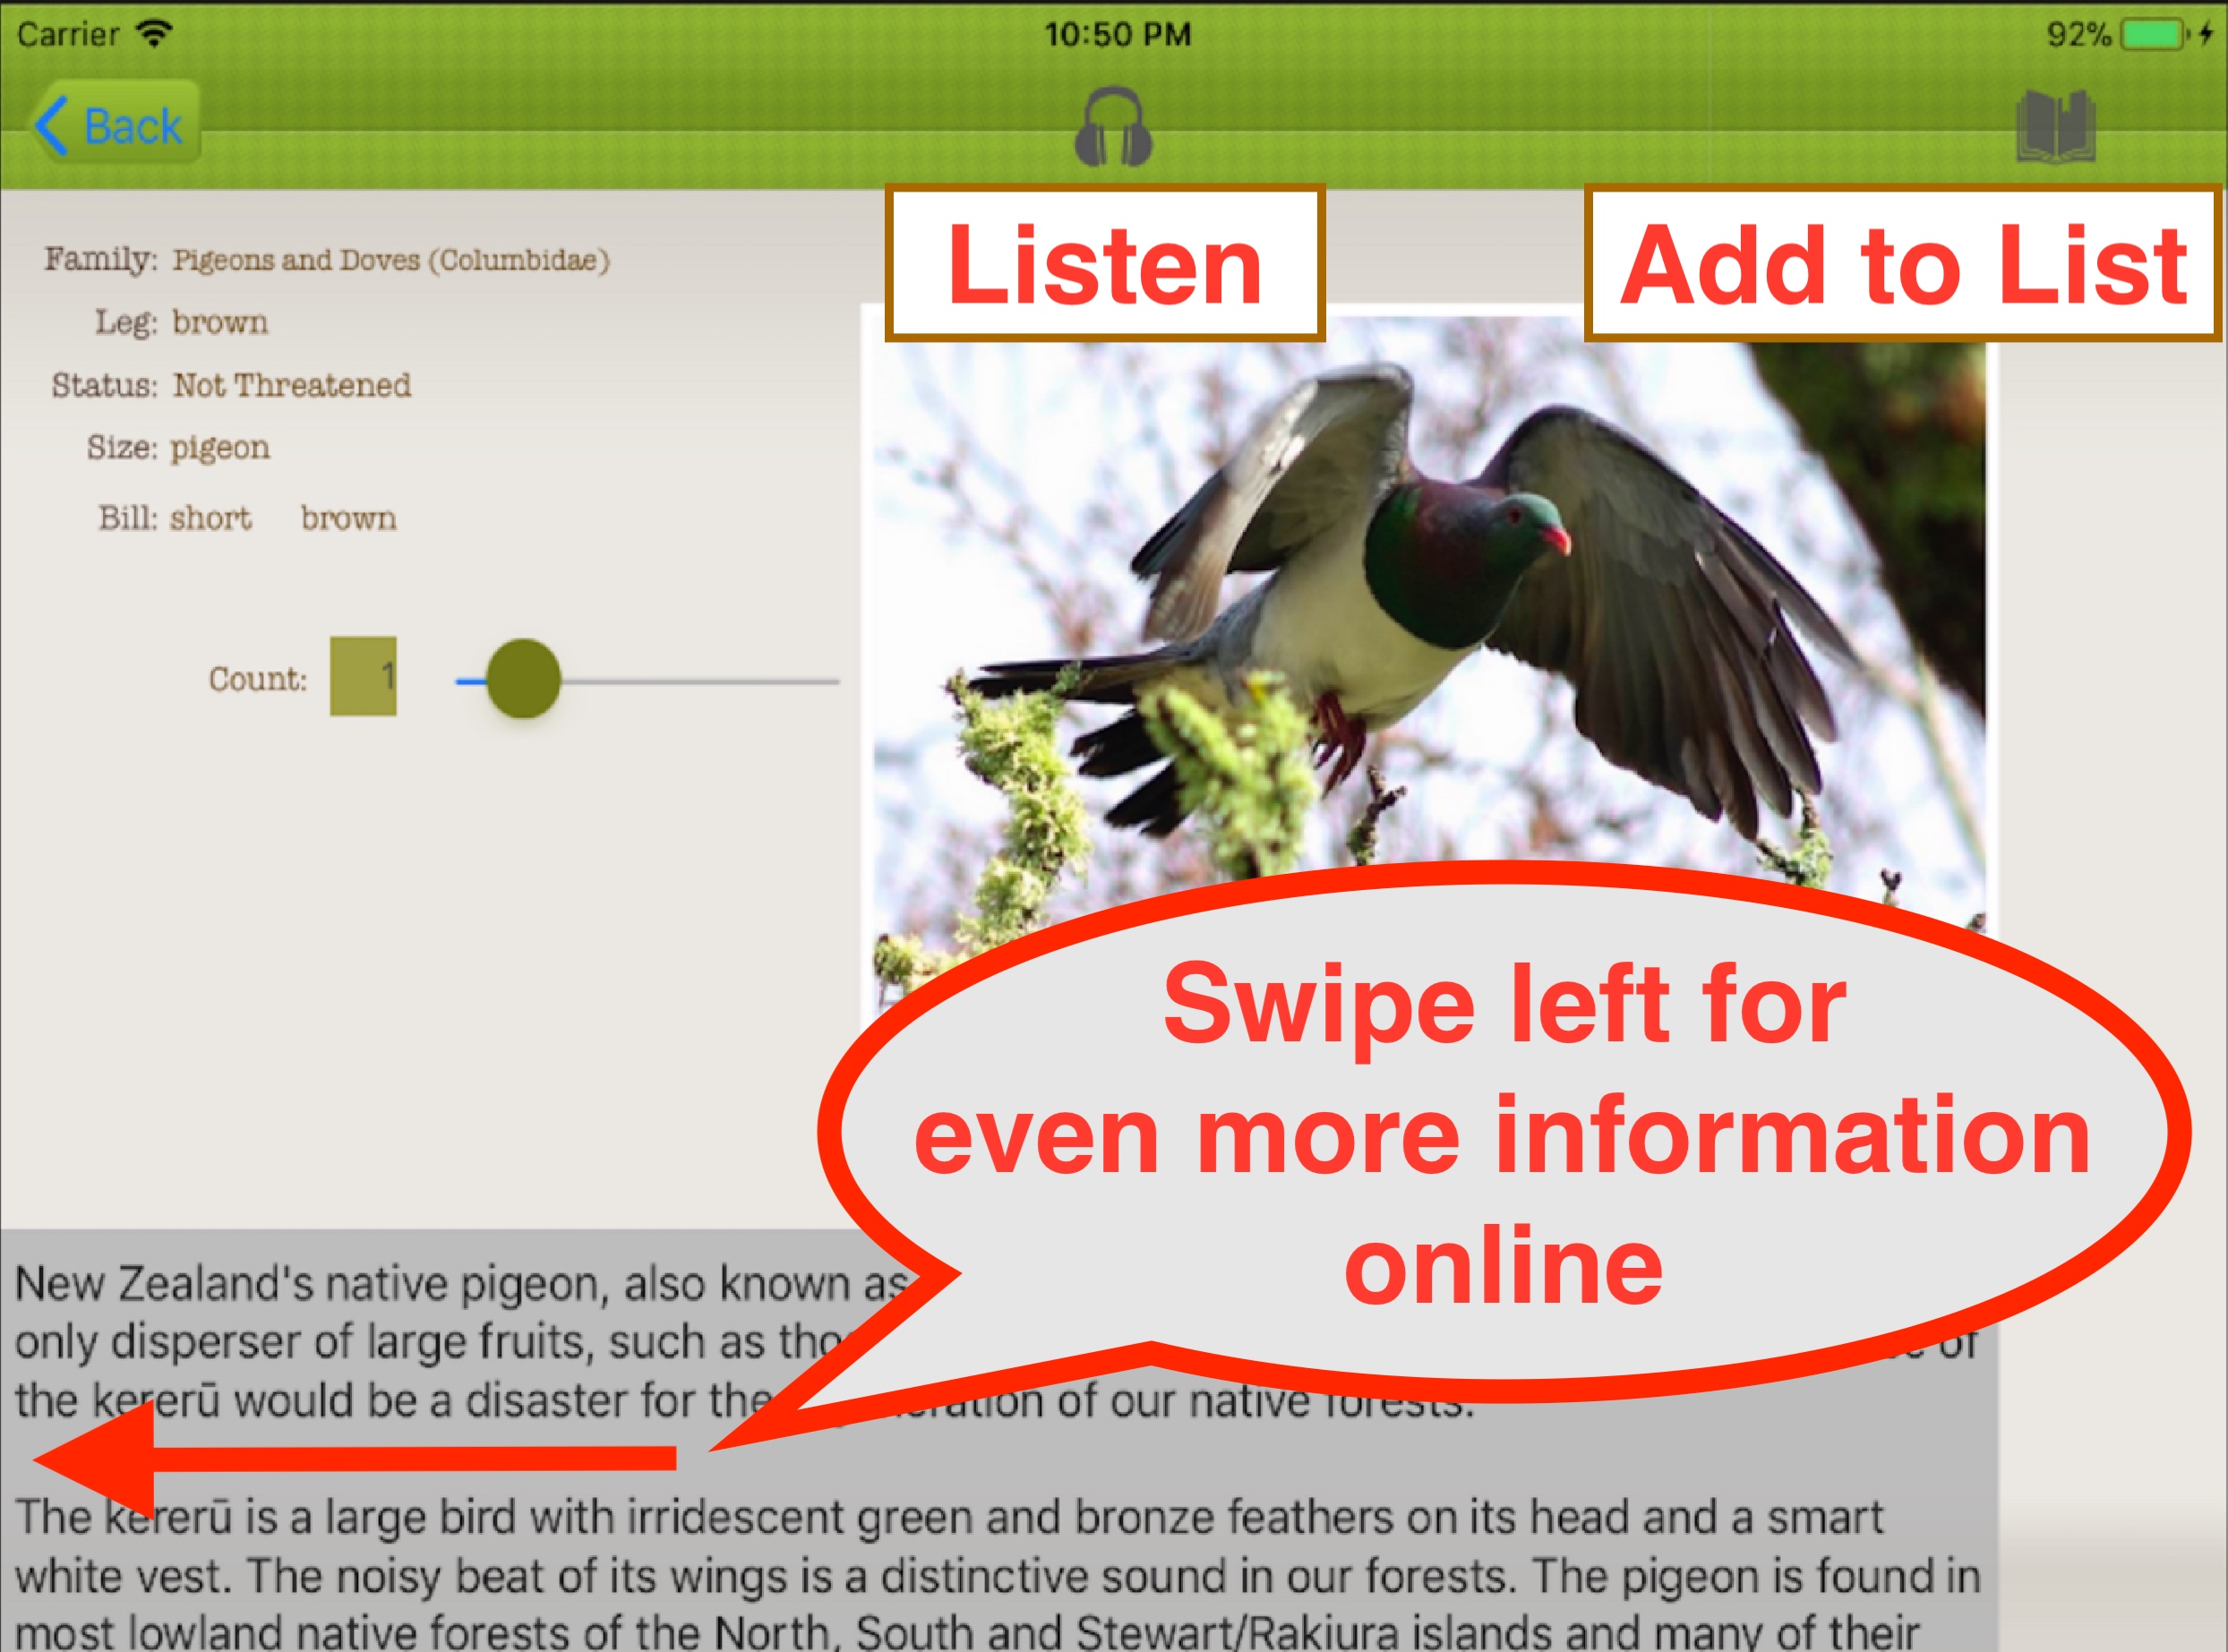 Carrier
10:50 PM
92%
Back
Listen
Add to List
Family: Pigeons and Doves (Columbidae)
Leg: brown
Status: Not Threatened
Size: pigeon
Bill: short brown
Count: 1
Swipe left for
even more information
online
New Zealand's native pigeon, also known as
only disperser of large fruits, such as of
the kererū would be a disaster for the of our native forests.
The kererū is a large bird with irridescent green and bronze feathers on its head and a smart
white vest. The noisy beat of its wings is a distinctive sound in our forests. The pigeon is found in
most lowland native forests of the North, South and Stewart/Rakiura islands and many of their